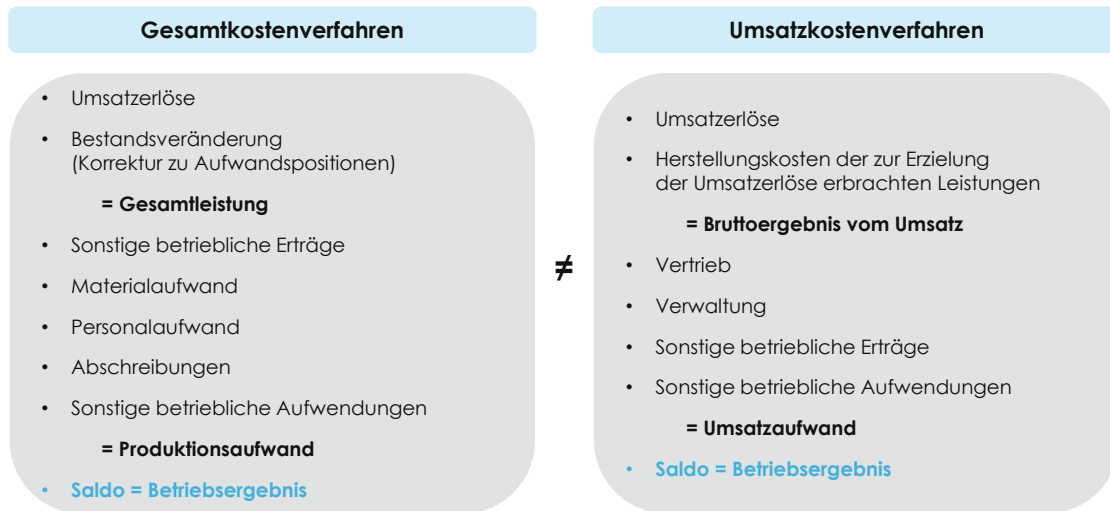 Gesamtkostenverfahren
• Umsatzerlöse
• Bestandsveränderung
(Korrektur zu Aufwandspositionen)
= Gesamtleistung
• Sonstige betriebliche Erträge
• Materialaufwand
• Personalaufwand
• Abschreibungen
• Sonstige betriebliche Aufwendungen
= Produktionsaufwand
• Saldo = Betriebsergebnis
≠
Umsatzkostenverfahren
• Umsatzerlöse
• Herstellungskosten der zur Erzielung
der Umsatzerlöse erbrachten Leistungen
= Bruttoergebnis vom Umsatz
• Vertrieb
• Verwaltung
• Sonstige betriebliche Erträge
• Sonstige betriebliche Aufwendungen
= Umsatzaufwand
• Saldo = Betriebsergebnis